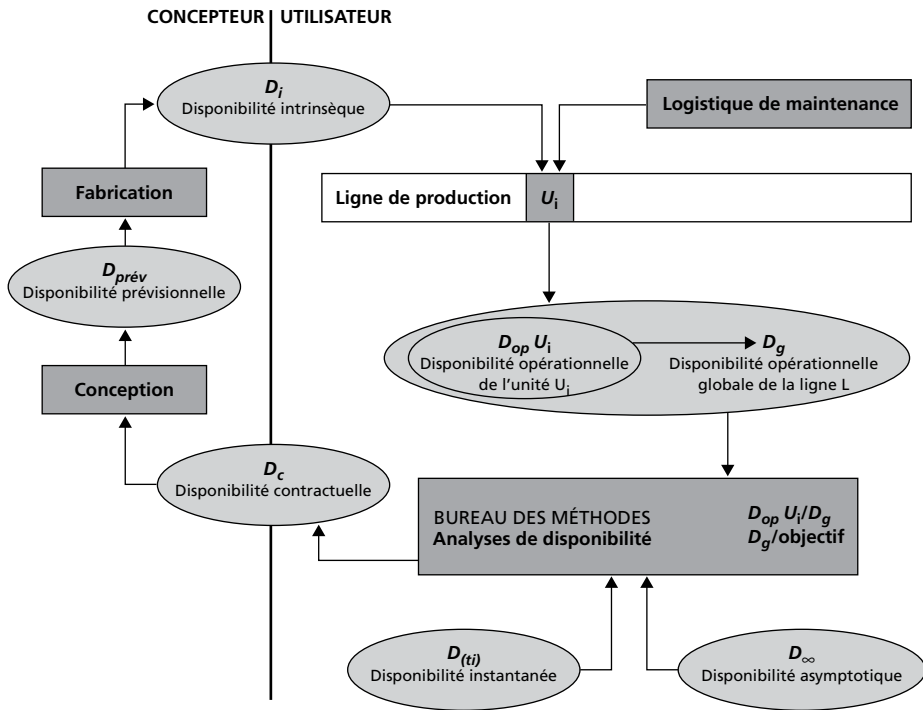 CONCEPTEUR UTILISATEUR
D_i
Disponibilité intrinsèque
Logistique de maintenance
Fabrication
Ligne de production
U_i
D_prév
Disponibilité prévisionnelle
D_op U_i
Disponibilité opérationnelle
de l'unité U_i
D_g
Disponibilité opérationnelle
globale de la ligne L
Conception
D_c
Disponibilité contractuelle
BUREAU DES MÉTHODES
Analyses de disponibilité
D_op U_i/D_g
D_g/objectif
D_(ti)
Disponibilité instantanée
D_∞
Disponibilité asymptotique